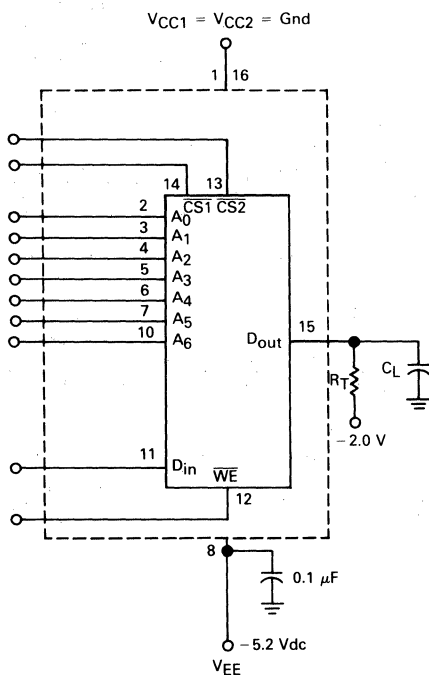 VCC1 = VCC2 = Gnd
1 16
14 13
CS1 CS2
2 A0
3 A1
4 A2
5 A3
6 A4
7 A5
10 A6
Dout 15
RT
CL
−2.0 V
11 Din
WE
12
8
0.1 μF
−5.2 Vdc
VEE